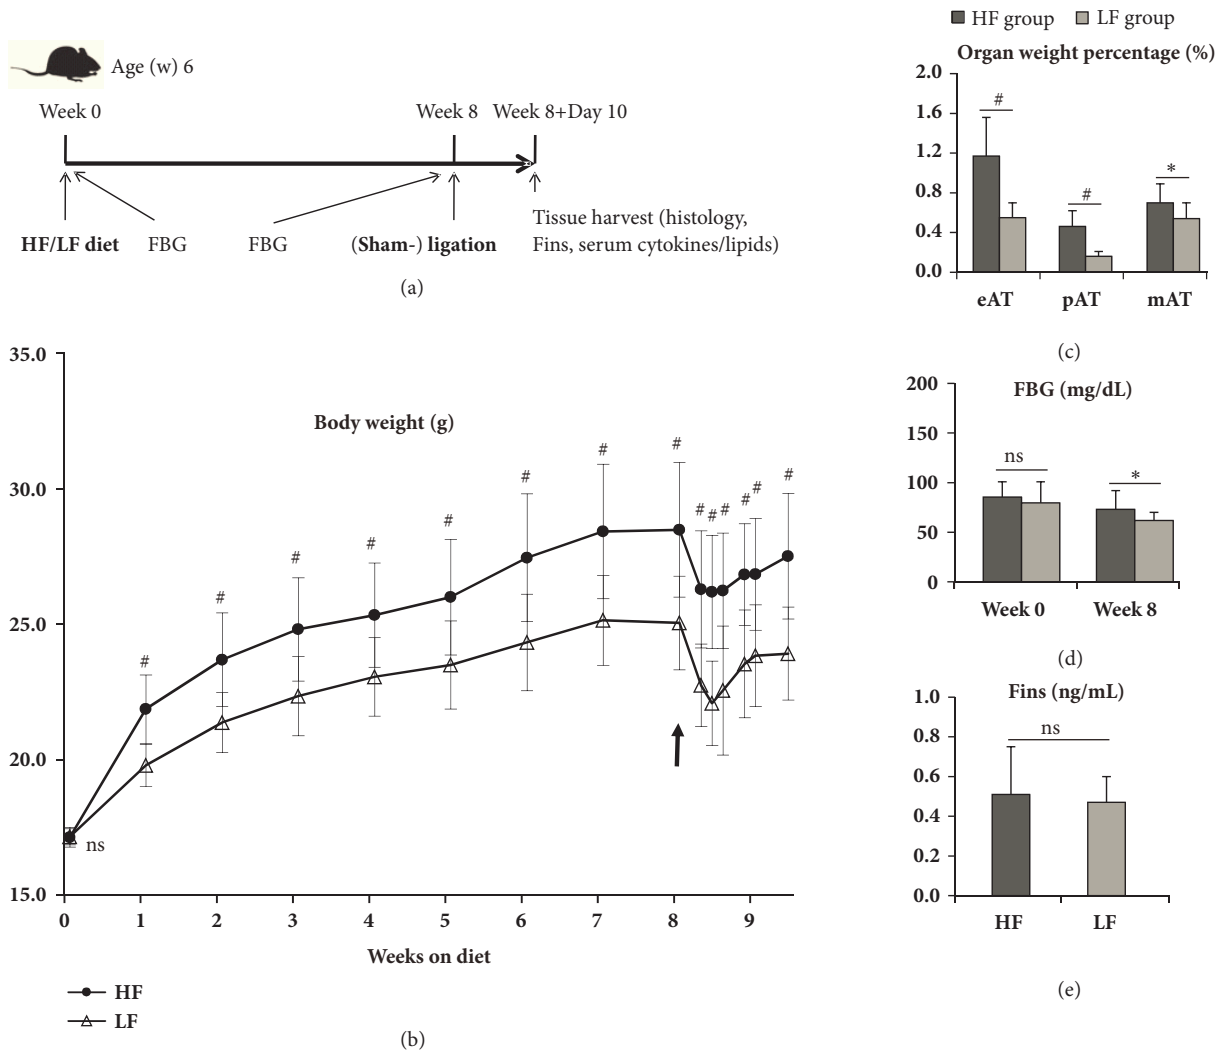 Age (w) 6
Week 0
Week 8 Week 8+Day 10
HF/LF diet FBG FBG (Sham-) ligation
Tissue harvest (histology,
Fins, serum cytokines/lipids)
(a)
35.0
30.0
25.0
20.0
15.0
Body weight (g)
# # # # # # # # # # # # # #
ns
0 1 2 3 4 5 6 7 8 9
Weeks on diet
HF
LF
(b)
HF group LF group
Organ weight percentage (%)
2.0
1.6
1.2
0.8
0.4
0.0
# # *
eAT pAT mAT
(c)
FBG (mg/dL)
200
150
100
50
0
ns *
Week 0 Week 8
(d)
Fins (ng/mL)
1.0
0.8
0.6
0.4
0.2
0.0
ns
HF LF
(e)